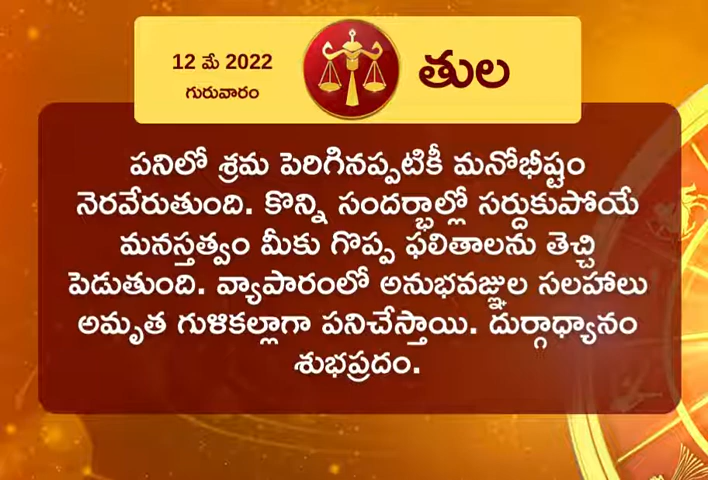 12 మే 2022
గురువారం
తుల
పనిలో శ్రమ పెరిగినప్పటికీ మనోభీష్టం
నెరవేరుతుంది. కొన్ని సందర్భాల్లో సర్దుకుపోయే
మనస్తత్వం మీకు గొప్ప ఫలితాలను తెచ్చి
పెడుతుంది. వ్యాపారంలో అనుభవజ్ఞుల సలహాలు
అమృత గుళికల్లాగా పనిచేస్తాయి. దుర్గాధ్యానం
శుభప్రదం.